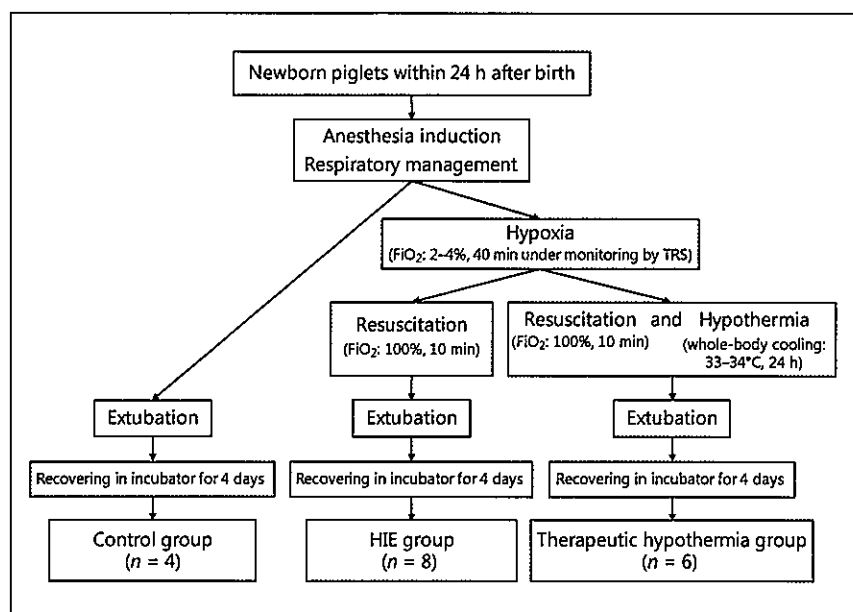 Newborn piglets within 24 h after birth
Anesthesia induction
Respiratory management
Hypoxia
(FiO₂: 2–4%, 40 min under monitoring by TRS)
Resuscitation
(FiO₂: 100%, 10 min)
Resuscitation and Hypothermia
(FiO₂: 100%, 10 min) (whole-body cooling:
33–34°C, 24 h)
Extubation
Extubation
Extubation
Recovering in incubator for 4 days
Recovering in incubator for 4 days
Recovering in incubator for 4 days
Control group
(n = 4)
HIE group
(n = 8)
Therapeutic hypothermia group
(n = 6)